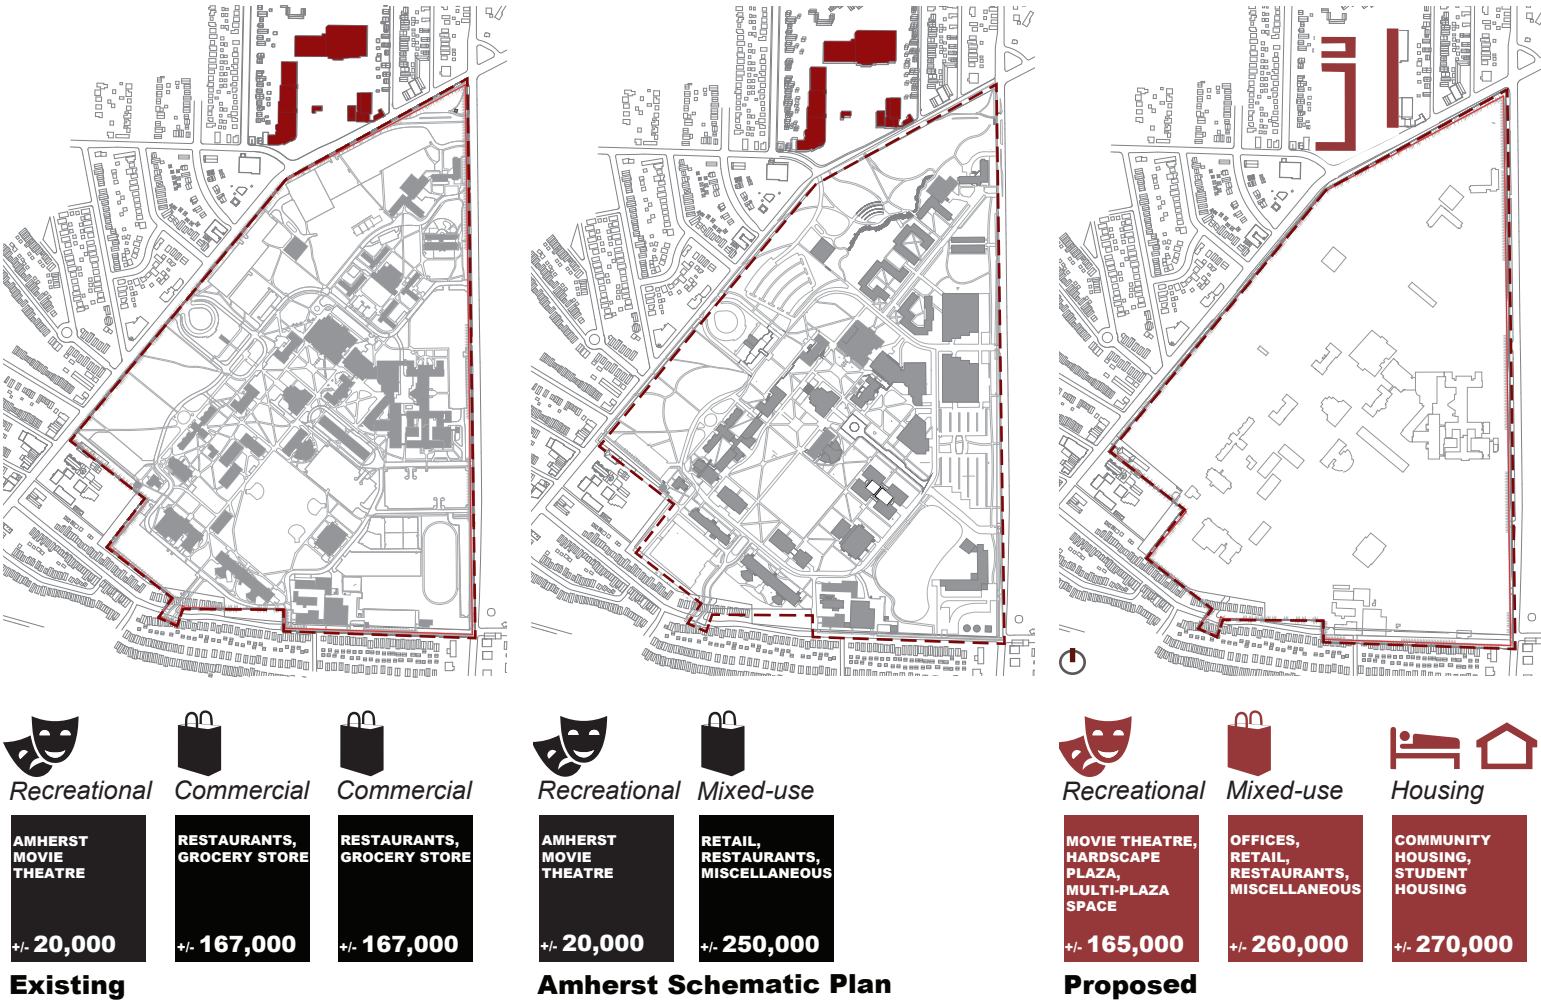 Recreational
AMHERST
MOVIE
THEATRE
+/- 20,000
Commercial
RESTAURANTS,
GROCERY STORE
+/- 167,000
Commercial
RESTAURANTS,
GROCERY STORE
+/- 167,000
Existing
Recreational
AMHERST
MOVIE
THEATRE
+/- 20,000
Mixed-use
RETAIL,
RESTAURANTS,
MISCELLANEOUS
+/- 250,000
Amherst Schematic Plan
Recreational
MOVIE THEATRE,
HARDSCAPE
PLAZA,
MULTI-PLAZA
SPACE
+/- 165,000
Mixed-use
OFFICES,
RETAIL,
RESTAURANTS,
MISCELLANEOUS
+/- 260,000
Housing
COMMUNITY
HOUSING,
STUDENT
HOUSING
+/- 270,000
Proposed